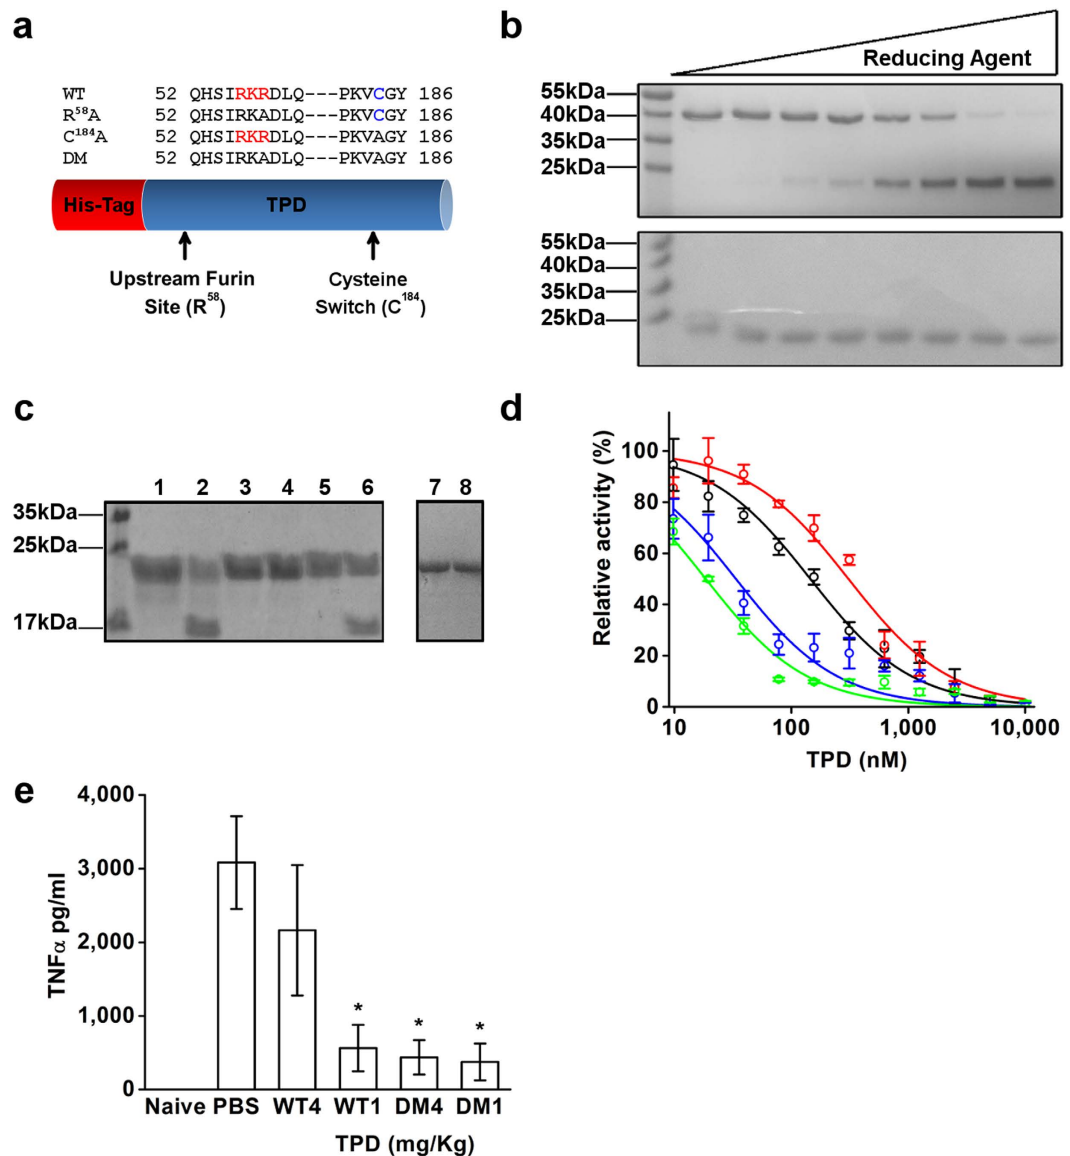 a
WT 52 QHSIRKRDLQ---PKVCGY 186
R⁵⁸A 52 QHSIRKADLQ---PKVCGY 186
C¹⁸⁴A 52 QHSIRKRDLQ---PKVAGY 186
DM 52 QHSIRKADLQ---PKVAGY 186
His-Tag TPD
Upstream Furin
Site (R⁵⁸)
Cysteine
Switch (C¹⁸⁴)
b
Reducing Agent
55kDa
40kDa
35kDa
25kDa
55kDa
40kDa
35kDa
25kDa
c
1 2 3 4 5 6 7 8
35kDa
25kDa
17kDa
d
Relative activity (%)
100
80
60
40
20
0
10 100 1,000 10,000
TPD (nM)
e
TNFα pg/ml
4,000
3,000
2,000
1,000
0
* * *
Naive PBS WT4 WT1 DM4 DM1
TPD (mg/Kg)